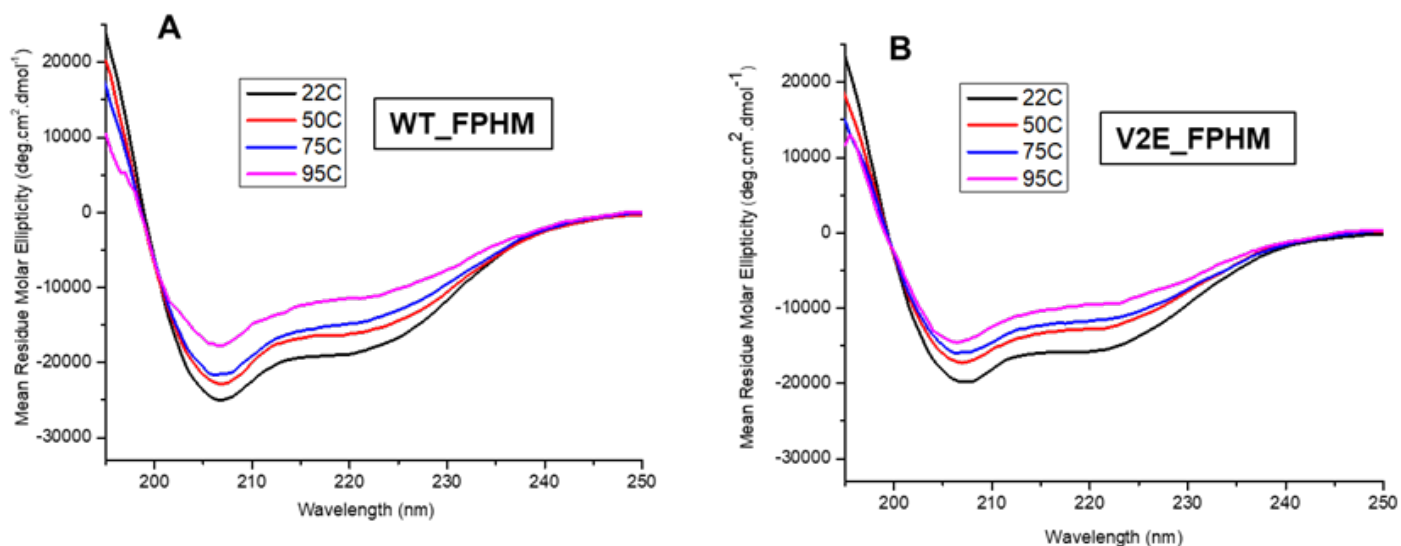 A
22C
50C
75C
95C
WT_FPHM
20000
10000
0
-10000
-20000
-30000
200
210
220
230
240
250
Wavelength (nm)
Mean Residue Molar Ellipticity (deg.cm².dmol⁻¹)
B
22C
50C
75C
95C
V2E_FPHM
20000
10000
0
-10000
-20000
-30000
200
210
220
230
240
250
Wavelength (nm)
Mean Residue Molar Ellipticity (deg.cm².dmol⁻¹)